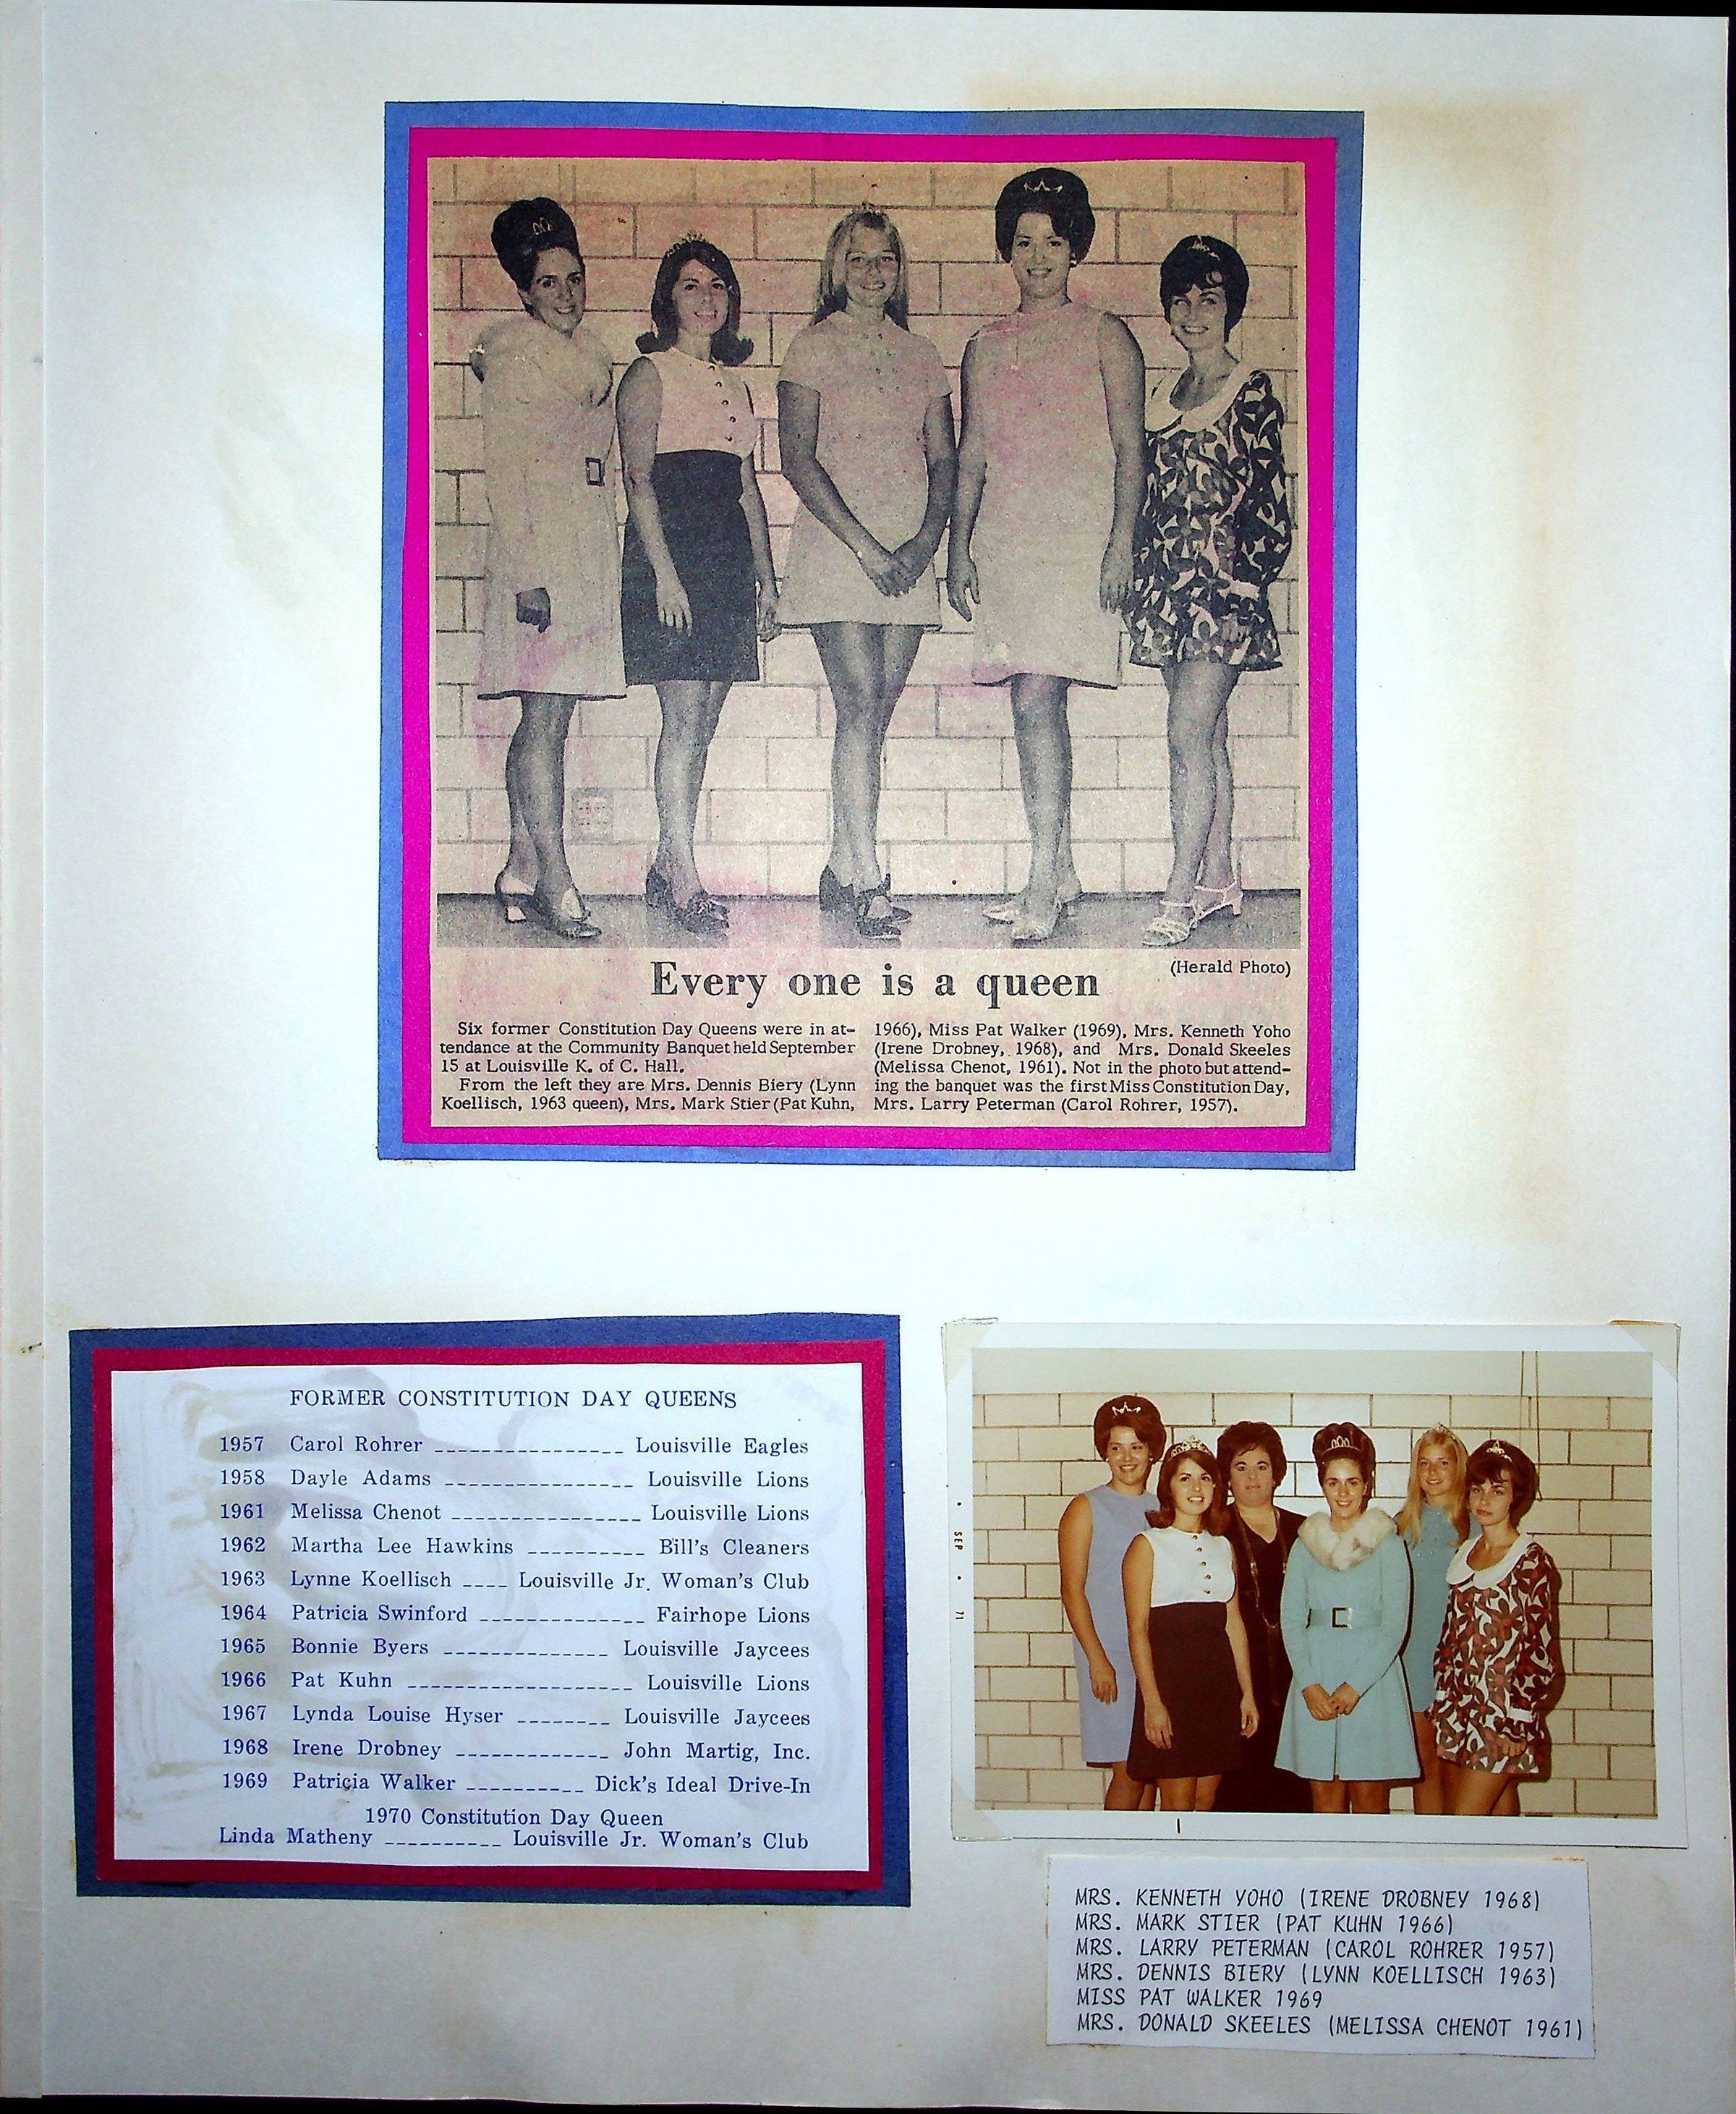 (Herald Photo)
Every one is a queen
Six former Constitution Day Queens were in at-
tendance at the Community Banquet held September
15 at Louisville K. of C. Hall.
From the left they are Mrs. Dennis Biery (Lynn
Koellisch, 1963 queen), Mrs. Mark Stier (Pat Kuhn,
1966), Miss Pat Walker (1969), Mrs. Kenneth Yoho
(Irene Drobney, 1968), and Mrs. Donald Skeeles
(Melissa Chenot, 1961). Not in the photo but attend-
ing the banquet was the first Miss Constitution Day,
Mrs. Larry Peterman (Carol Rohrer, 1957).
FORMER CONSTITUTION DAY QUEENS
1957 Carol Rohrer ________________ Louisville Eagles
1958 Dayle Adams ________________ Louisville Lions
1961 Melissa Chenot ________________ Louisville Lions
1962 Martha Lee Hawkins __________ Bill's Cleaners
1963 Lynne Koellisch ____ Louisville Jr. Woman's Club
1964 Patricia Swinford ______________ Fairhope Lions
1965 Bonnie Byers ______________ Louisville Jaycees
1966 Pat Kuhn ___________________ Louisville Lions
1967 Lynda Louise Hyser ________ Louisville Jaycees
1968 Irene Drobney _____________ John Martig, Inc.
1969 Patricia Walker __________ Dick's Ideal Drive-In
1970 Constitution Day Queen
Linda Matheny __________ Louisville Jr. Woman's Club
• SEP • 71
MRS. KENNETH YOHO (IRENE DROBNEY 1968)
MRS. MARK STIER (PAT KUHN 1966)
MRS. LARRY PETERMAN (CAROL ROHRER 1957)
MRS. DENNIS BIERY (LYNN KOELLISCH 1963)
MISS PAT WALKER 1969
MRS. DONALD SKEELES (MELISSA CHENOT 1961)